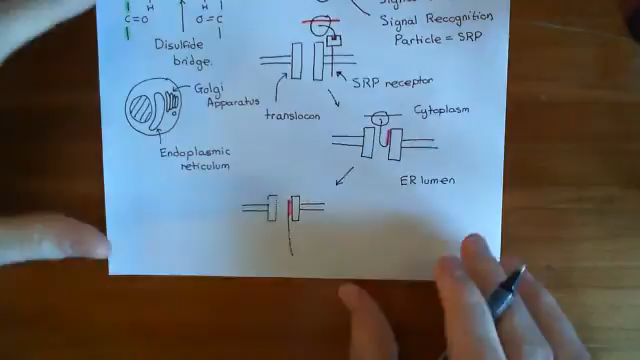 H H
C=O O=C
Disulfide
bridge.
Signal Recognition
Particle = SRP
SRP receptor
translocon
Golgi
Apparatus
Endoplasmic
reticulum
Cytoplasm
ER lumen